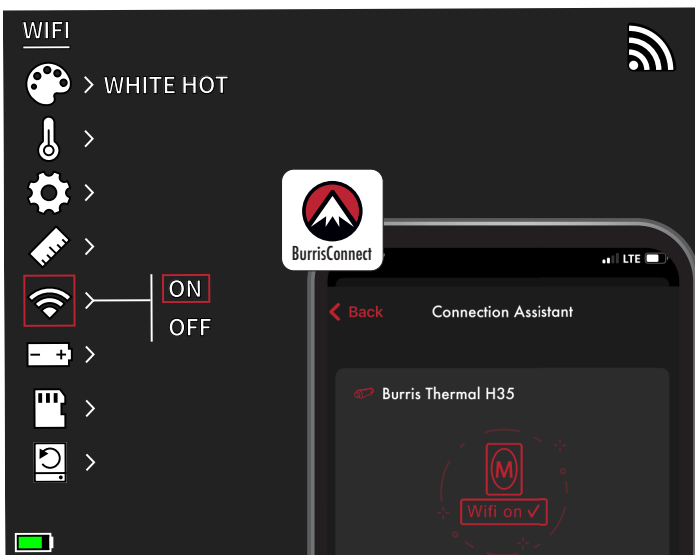 WIFI
WHITE HOT
ON
OFF
BurrisConnect
LTE
Back
Connection Assistant
Burris Thermal H35
M
Wifi on ✓